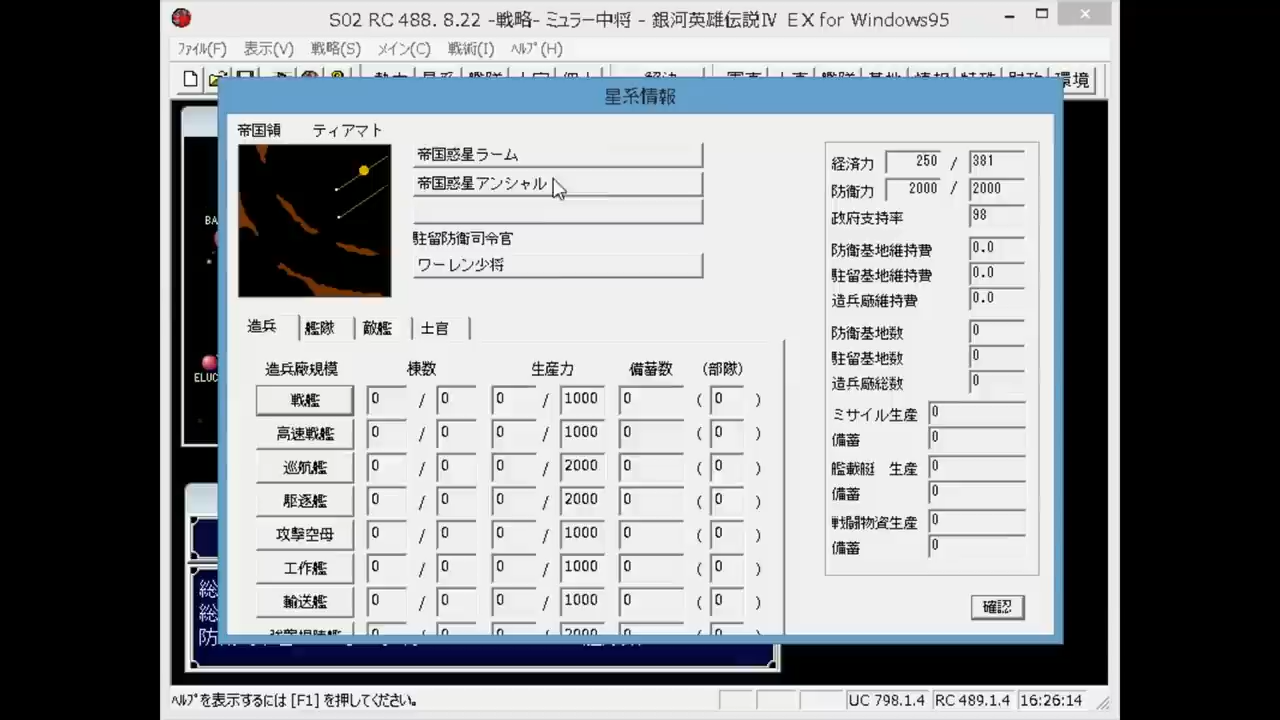 S02 RC 488. 8.22 -戦略- ミュラー中将 - 銀河英雄伝説Ⅳ EX for Windows95
ﾌｧｲﾙ(F) 表示(V) 戦略(S) メイン(C) 戦術(I) ﾍﾙﾌﾟ(H)
環境
星系情報
帝国領 ティアマト
帝国惑星ラーム
帝国惑星アンシャル
駐留防衛司令官
ワーレン少将
経済力 250 / 381
防衛力 2000 / 2000
政府支持率 98
防衛基地維持費 0.0
駐留基地維持費 0.0
造兵廠維持費 0.0
防衛基地数 0
駐留基地数 0
造兵廠総数 0
ミサイル生産 0
備蓄 0
艦載艇 生産 0
備蓄 0
戦闘物資生産 0
備蓄 0
確認
造兵 艦隊 敵艦 士官
造兵廠規模 棟数 生産力 備蓄数 (部隊)
戦艦 0 / 0 0 / 1000 0 ( 0 )
高速戦艦 0 / 0 0 / 1000 0 ( 0 )
巡航艦 0 / 0 0 / 2000 0 ( 0 )
駆逐艦 0 / 0 0 / 2000 0 ( 0 )
攻撃空母 0 / 0 0 / 1000 0 ( 0 )
工作艦 0 / 0 0 / 1000 0 ( 0 )
輸送艦 0 / 0 0 / 1000 0 ( 0 )
BA
ELUC
総
総
防
ﾍﾙﾌﾟを表示するには [F1] を押してください。
UC 798.1.4 RC 489.1.4 16:26:14